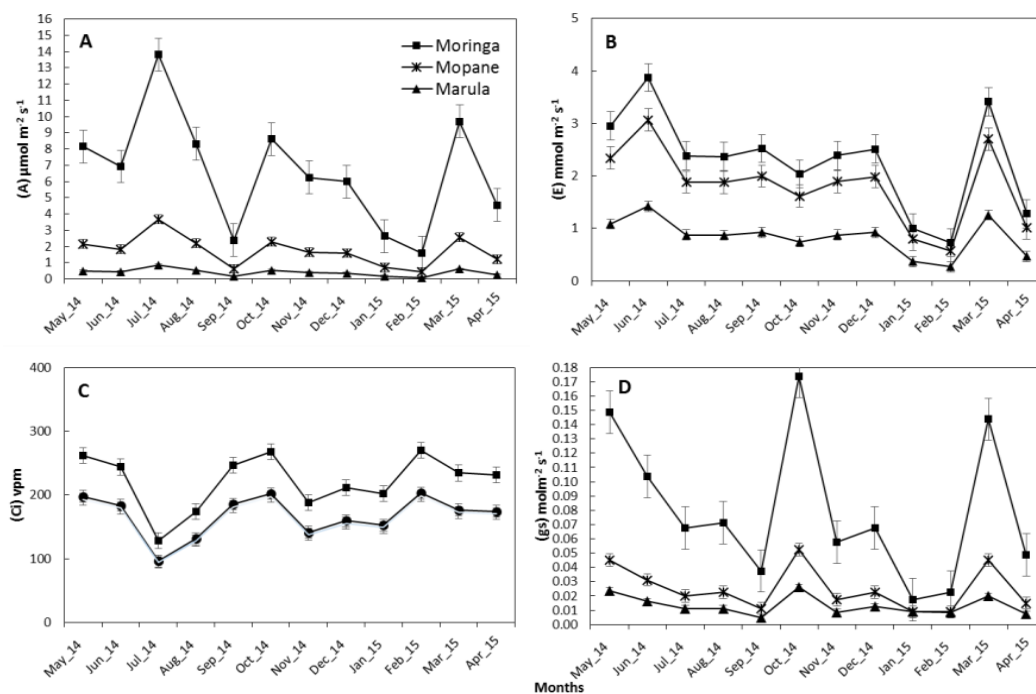 A
Moringa
Mopane
Marula
(A) µmol m-2 s-1
16
15
14
13
12
11
10
9
8
7
6
5
4
3
2
1
0
May_14 Jun_14 Jul_14 Aug_14 Sep_14 Oct_14 Nov_14 Dec_14 Jan_15 Feb_15 Mar_15 Apr_15
B
(E) mmol m-2 s-1
5
4
3
2
1
0
May_14 Jun_14 Jul_14 Aug_14 Sep_14 Oct_14 Nov_14 Dec_14 Jan_15 Feb_15 Mar_15 Apr_15
C
(Ci) vpm
400
300
200
100
0
May_14 Jun_14 Jul_14 Aug_14 Sep_14 Oct_14 Nov_14 Dec_14 Jan_15 Feb_15 Mar_15 Apr_15
D
(gs) molm-2 s-1
0.18
0.17
0.15
0.14
0.13
0.11
0.10
0.09
0.08
0.06
0.05
0.04
0.03
0.02
0.01
0.00
May_14 Jun_14 Jul_14 Aug_14 Sep_14 Oct_14 Nov_14 Dec_14 Jan_15 Feb_15 Mar_15 Apr_15
Months